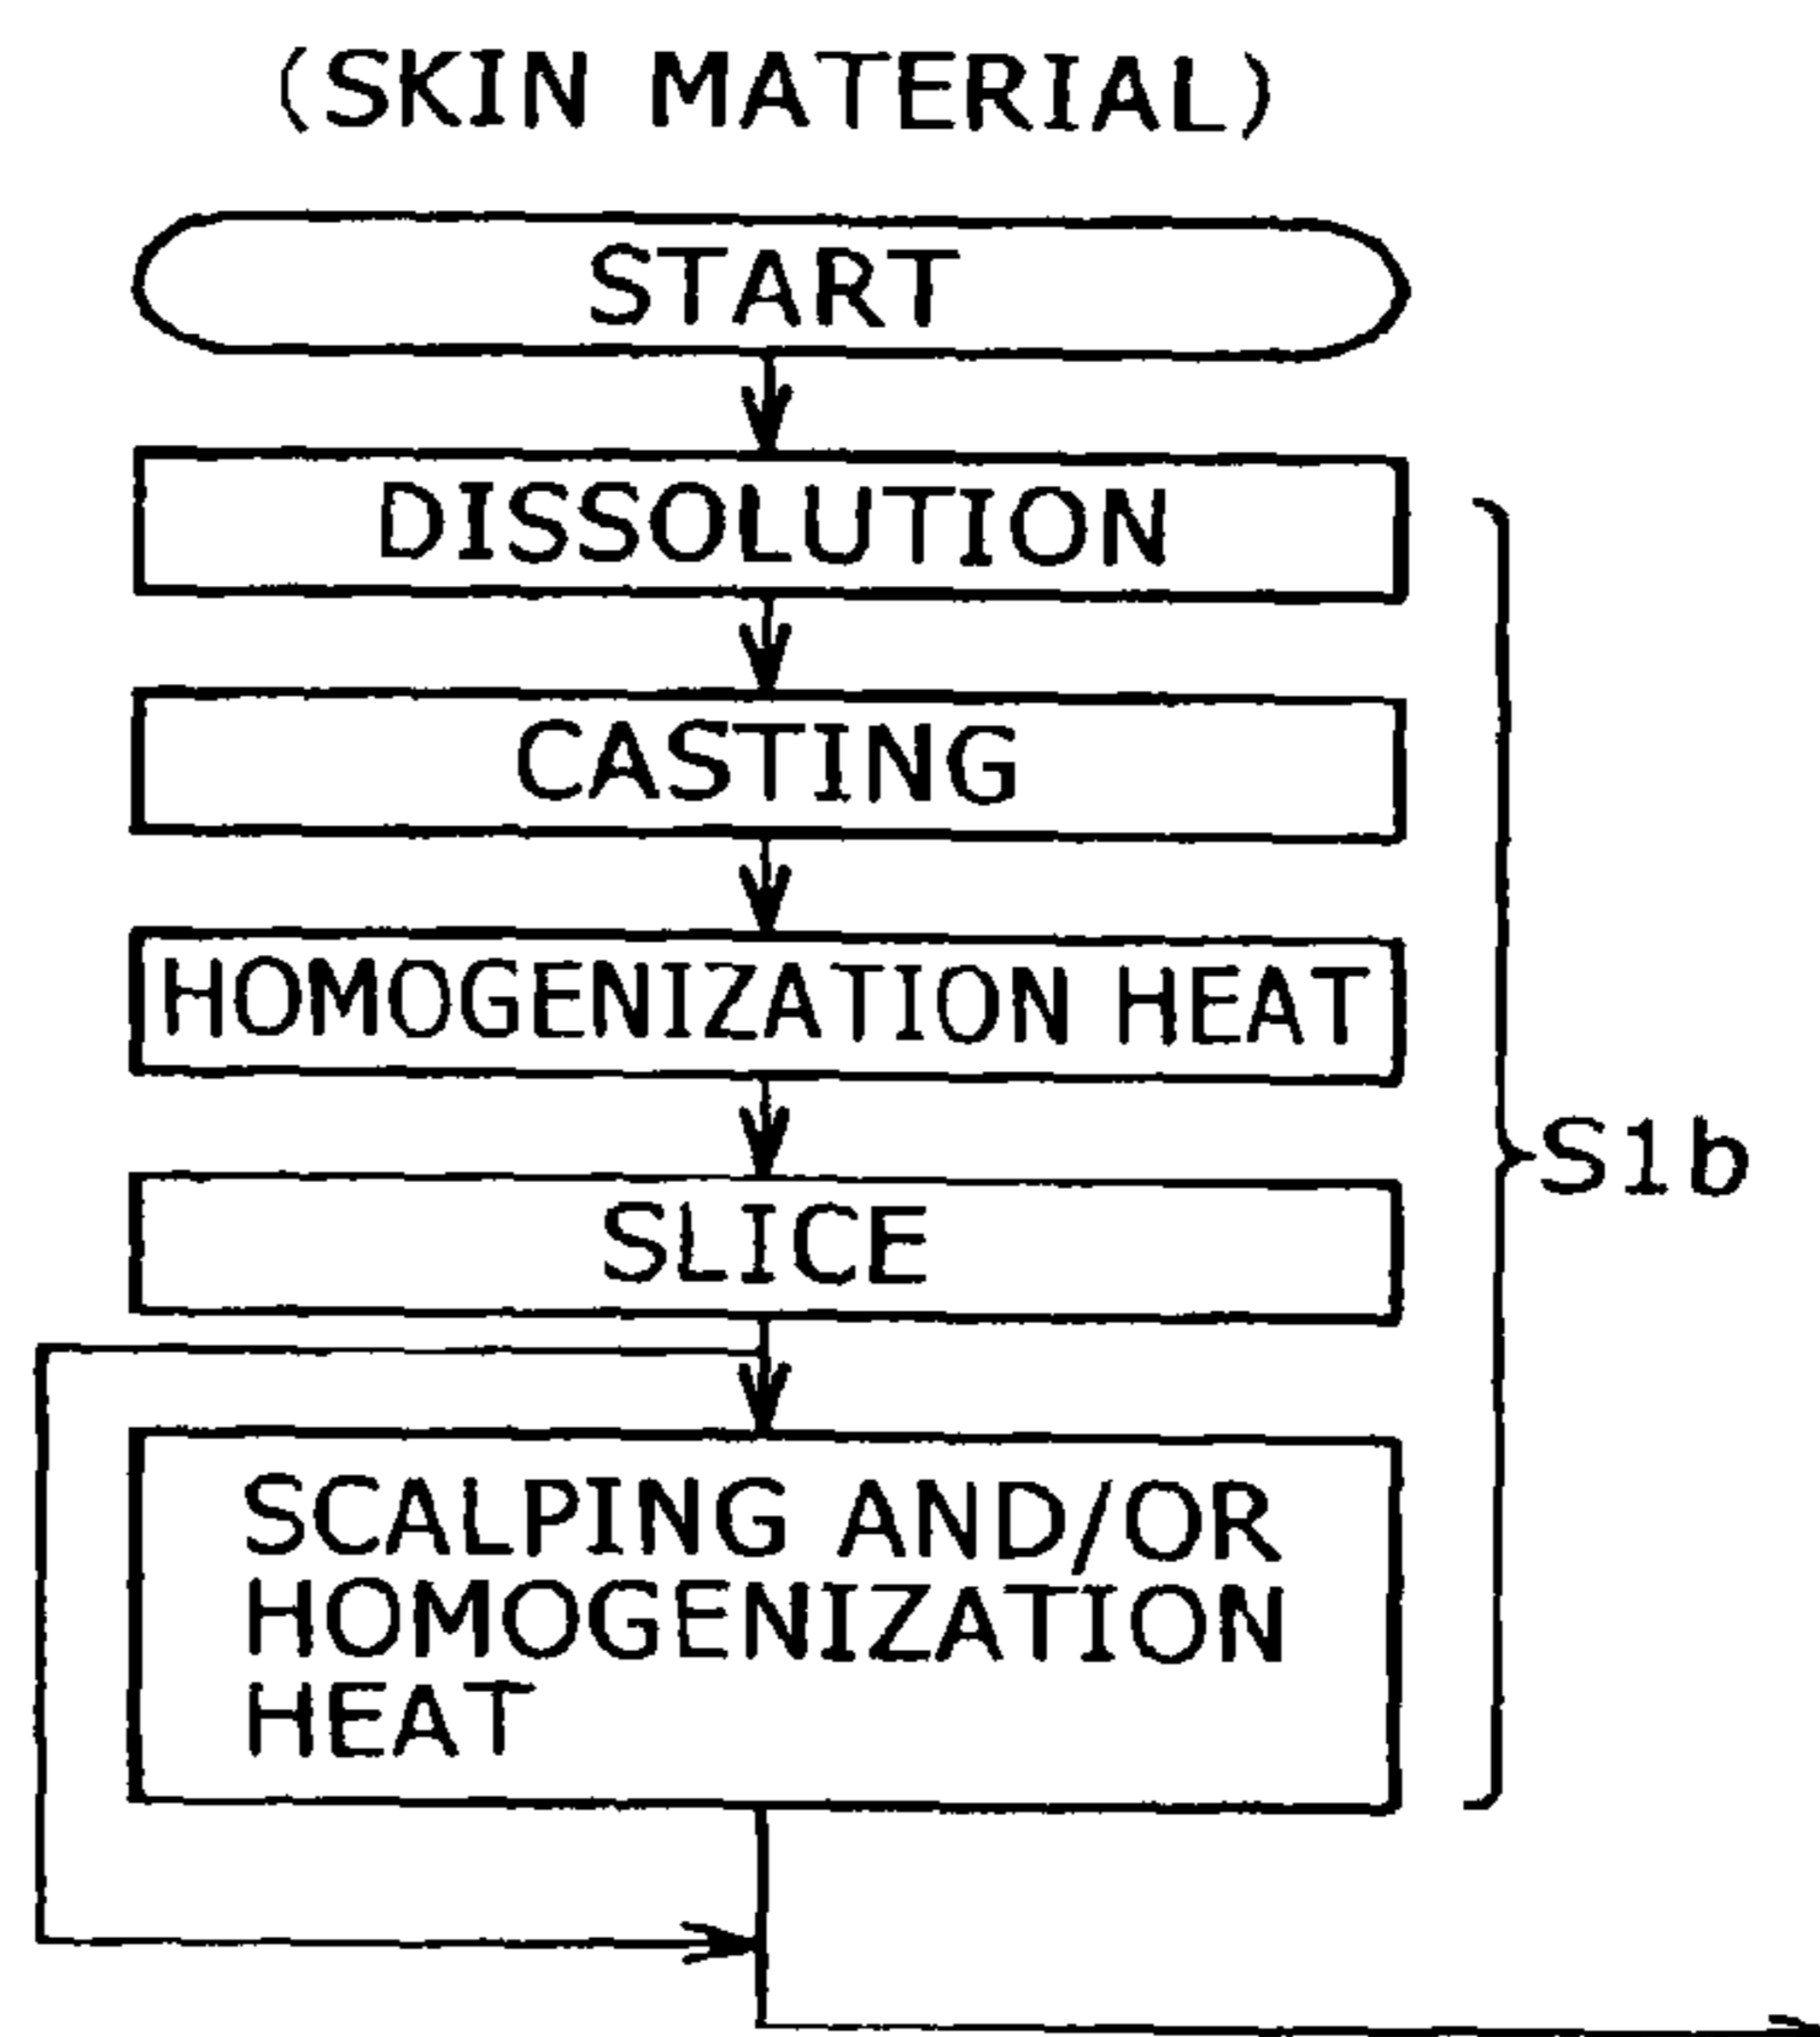 (SKIN MATERIAL)
START
DISSOLUTION
CASTING
HOMOGENIZATION HEAT
SLICE
S1b
SCALPING AND/OR
HOMOGENIZATION
HEAT